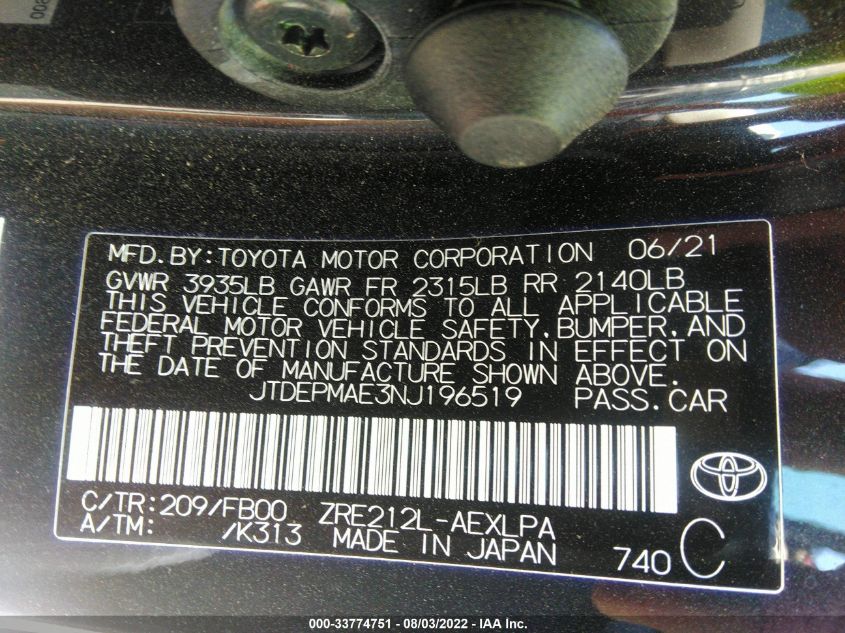 MFD.BY:TOYOTA MOTOR CORPORATION 06/21
GVWR 3935LB GAWR FR 2315LB RR 2140LB
THIS VEHICLE CONFORMS TO ALL APPLICABLE
FEDERAL MOTOR VEHICLE SAFETY,BUMPER,AND
THEFT PREVENTION STANDARDS IN EFFECT ON
THE DATE OF MANUFACTURE SHOWN ABOVE.
JTDEPMAE3NJ196519 PASS.CAR
C/TR:209/FB00 ZRE212L-AEXLPA
A/TM: /K313 MADE IN JAPAN 740 C
000-33774751 - 08/03/2022 - IAA Inc.